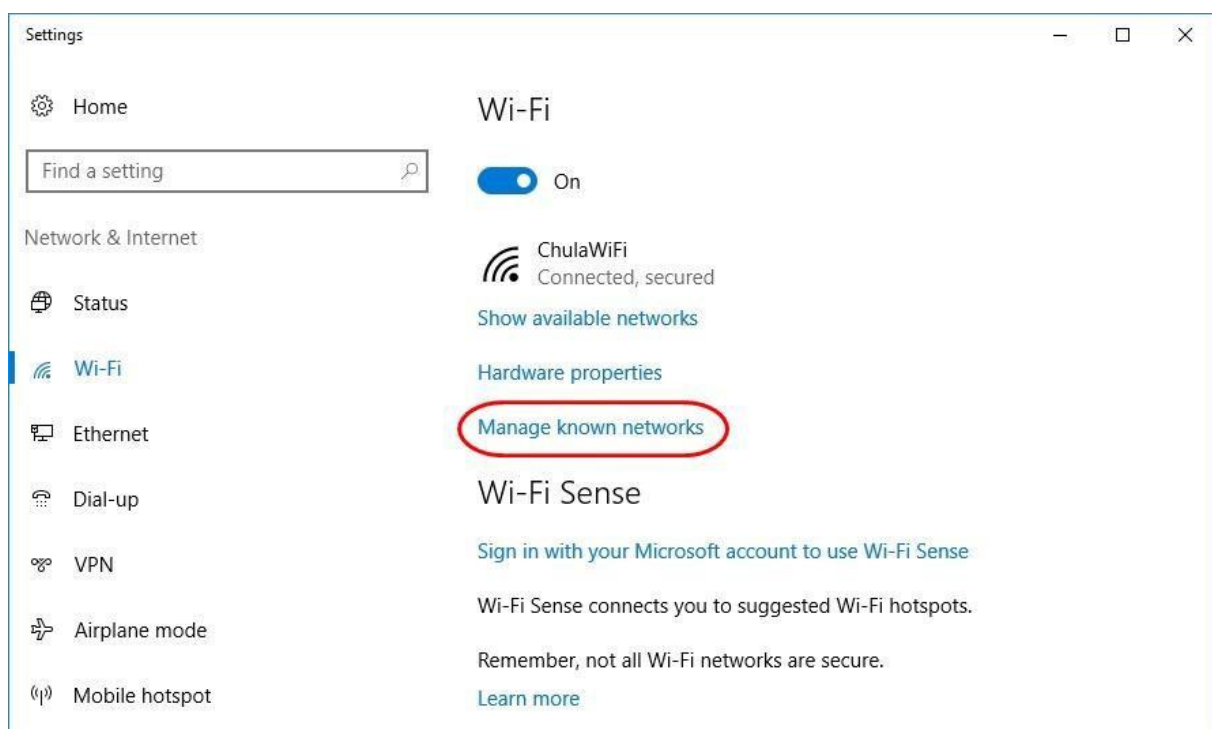 Settings
Home
Find a setting
Network & Internet
Status
Wi-Fi
Ethernet
Dial-up
VPN
Airplane mode
Mobile hotspot
Wi-Fi
On
ChulaWiFi
Connected, secured
Show available networks
Hardware properties
Manage known networks
Wi-Fi Sense
Sign in with your Microsoft account to use Wi-Fi Sense
Wi-Fi Sense connects you to suggested Wi-Fi hotspots.
Remember, not all Wi-Fi networks are secure.
Learn more